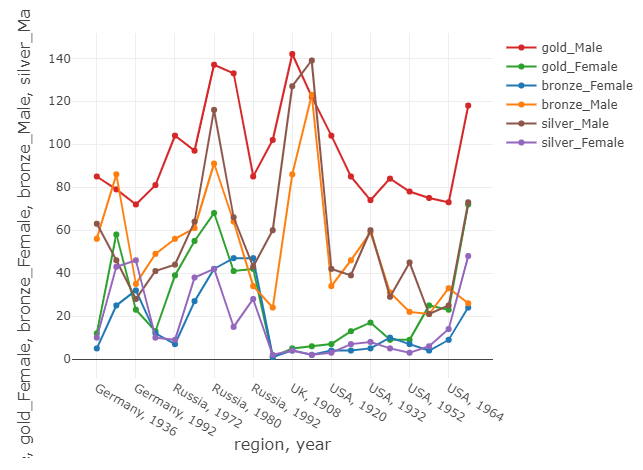 gold_Male
gold_Female
bronze_Female
bronze_Male
silver_Male
silver_Female
140
120
100
80
60
40
20
0
gold_Female, bronze_Female, bronze_Male, silver_Ma
Germany, 1936
Germany, 1992
Russia, 1972
Russia, 1980
Russia, 1992
UK, 1908
USA, 1920
USA, 1932
USA, 1952
USA, 1964
region, year